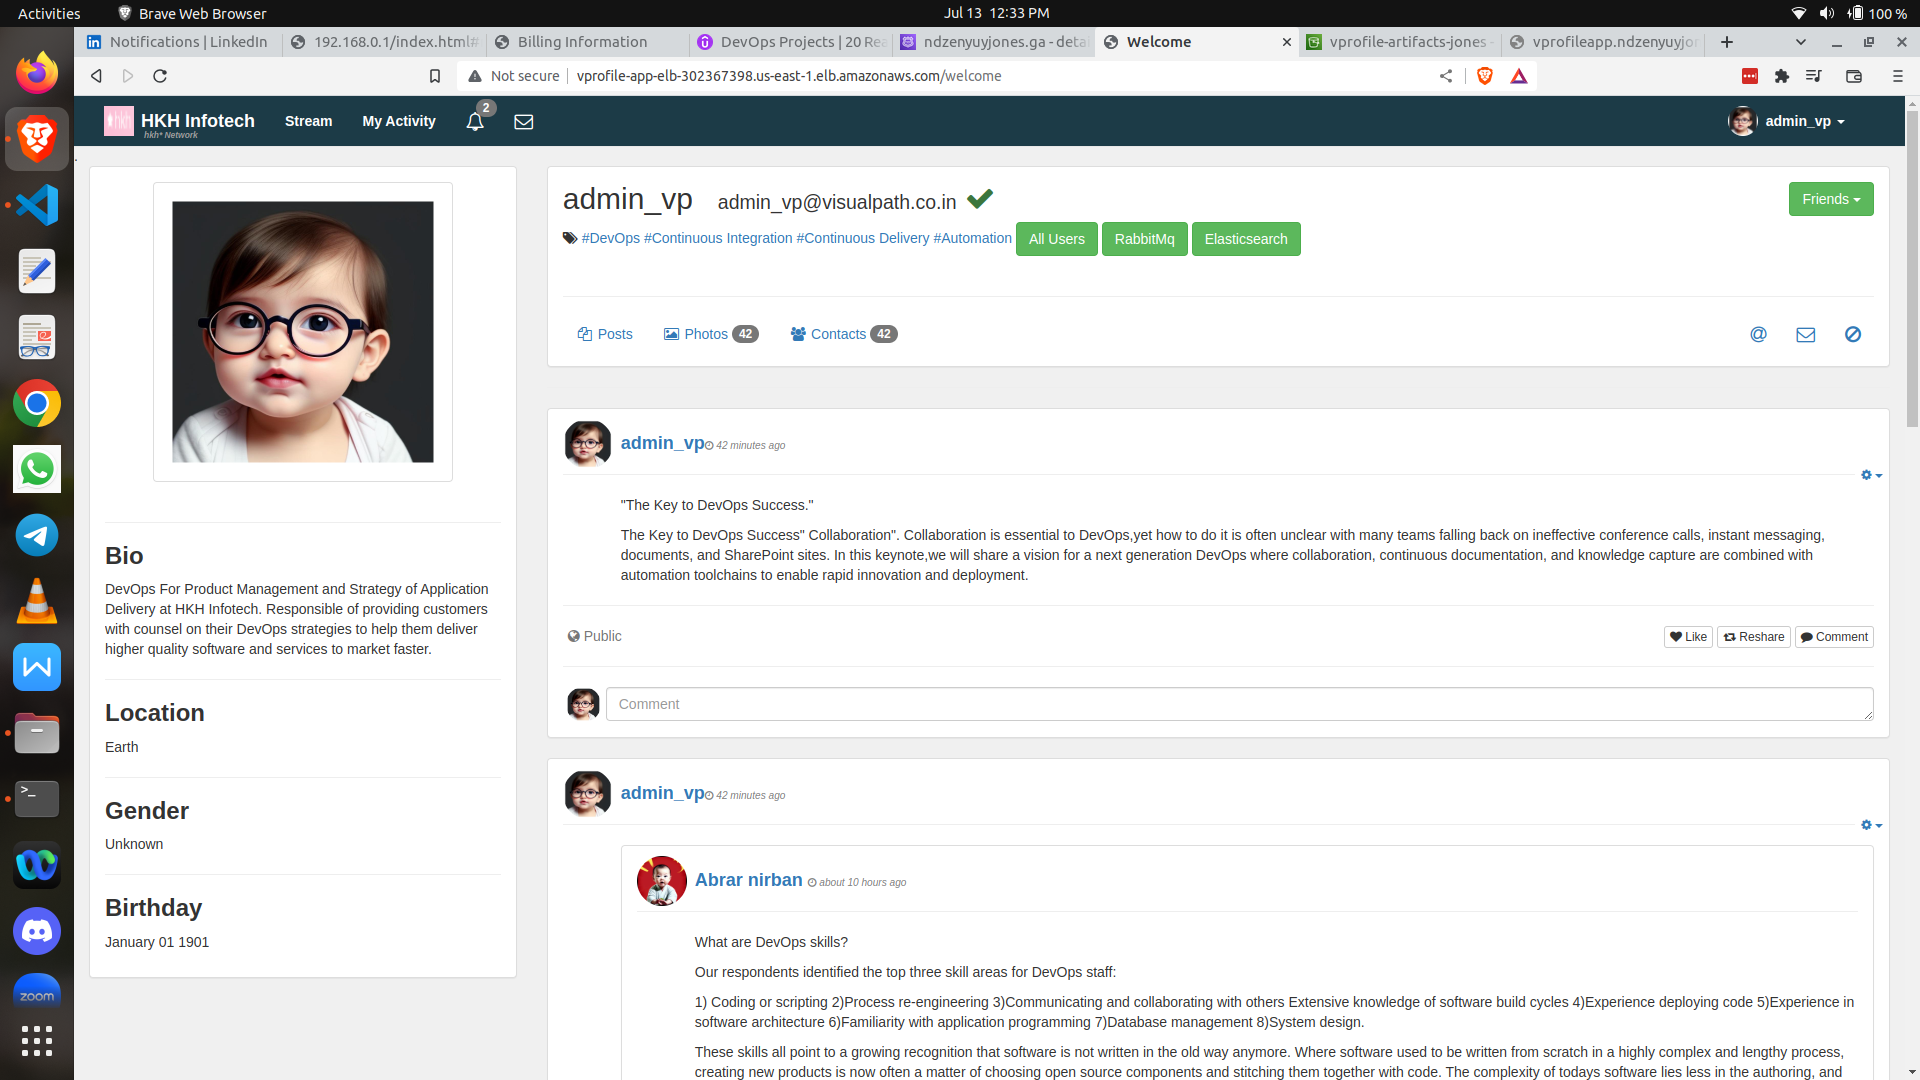 Activities
Brave Web Browser
Jul 13 12:33 PM
100 %
Notifications | LinkedIn
192.168.0.1/index.html#
Billing Information
DevOps Projects | 20 Rea
ndzenyuyjones.ga - detai
Welcome
vprofile-artifacts-jones -
vprofileapp.ndzenyuyjor
Not secure
vprofile-app-elb-302367398.us-east-1.elb.amazonaws.com/welcome
HKH Infotech
hkh* Network
Stream
My Activity
2
admin_vp
admin_vp
admin_vp@visualpath.co.in
Friends
#DevOps #Continuous Integration #Continuous Delivery #Automation
All Users
RabbitMq
Elasticsearch
Posts
Photos 42
Contacts 42
@
Bio
DevOps For Product Management and Strategy of Application
Delivery at HKH Infotech. Responsible of providing customers
with counsel on their DevOps strategies to help them deliver
higher quality software and services to market faster.
Location
Earth
Gender
Unknown
Birthday
January 01 1901
admin_vp 42 minutes ago
"The Key to DevOps Success."
The Key to DevOps Success" Collaboration". Collaboration is essential to DevOps,yet how to do it is often unclear with many teams falling back on ineffective conference calls, instant messaging,
documents, and SharePoint sites. In this keynote,we will share a vision for a next generation DevOps where collaboration, continuous documentation, and knowledge capture are combined with
automation toolchains to enable rapid innovation and deployment.
Public
Like
Reshare
Comment
Comment
admin_vp 42 minutes ago
Abrar nirban about 10 hours ago
What are DevOps skills?
Our respondents identified the top three skill areas for DevOps staff:
1) Coding or scripting 2)Process re-engineering 3)Communicating and collaborating with others Extensive knowledge of software build cycles 4)Experience deploying code 5)Experience in
software architecture 6)Familiarity with application programming 7)Database management 8)System design.
These skills all point to a growing recognition that software is not written in the old way anymore. Where software used to be written from scratch in a highly complex and lengthy process,
creating new products is now often a matter of choosing open source components and stitching them together with code. The complexity of todays software lies less in the authoring, and
zoom